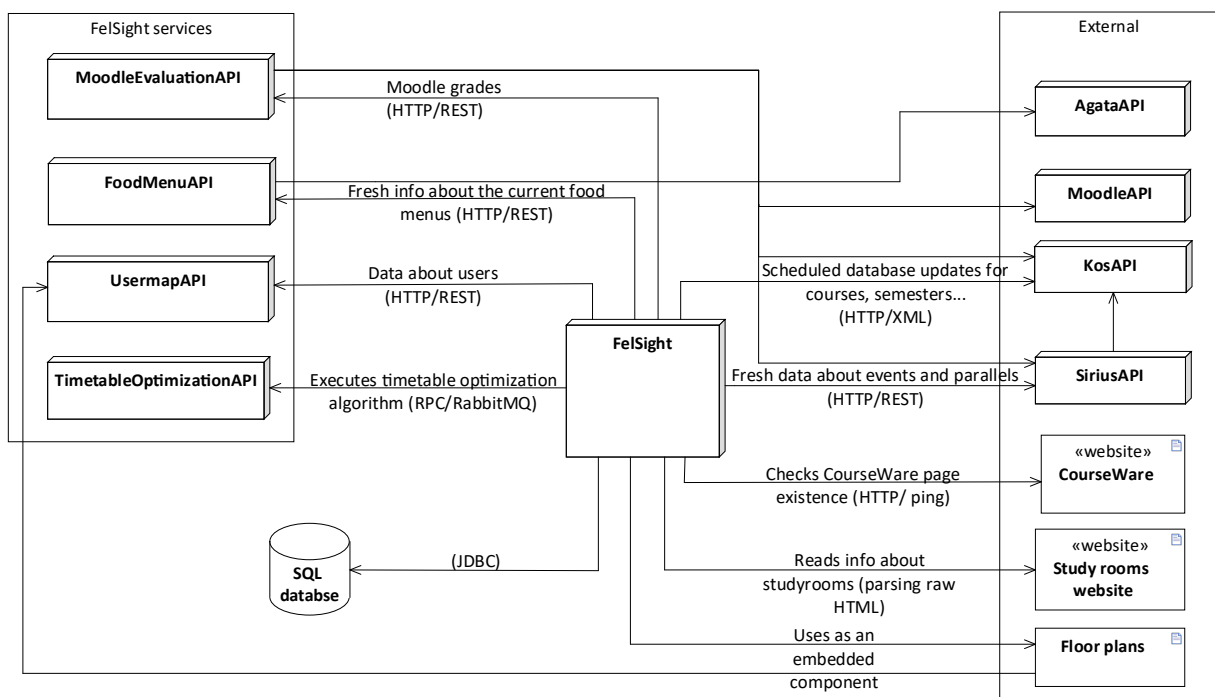 FelSight services
External
MoodleEvaluationAPI
Moodle grades
(HTTP/REST)
AgataAPI
FoodMenuAPI
Fresh info about the current food
menus (HTTP/REST)
MoodleAPI
UsermapAPI
Data about users
(HTTP/REST)
Scheduled database updates for
courses, semesters...
(HTTP/XML)
KosAPI
FelSight
TimetableOptimizationAPI
Executes timetable optimization
algorithm (RPC/RabbitMQ)
Fresh data about events and parallels
(HTTP/REST)
SiriusAPI
Checks CourseWare page
existence (HTTP/ ping)
«website»
CourseWare
SQL
databse
(JDBC)
Reads info about
studyrooms (parsing raw
HTML)
«website»
Study rooms
website
Uses as an
embedded
component
Floor plans